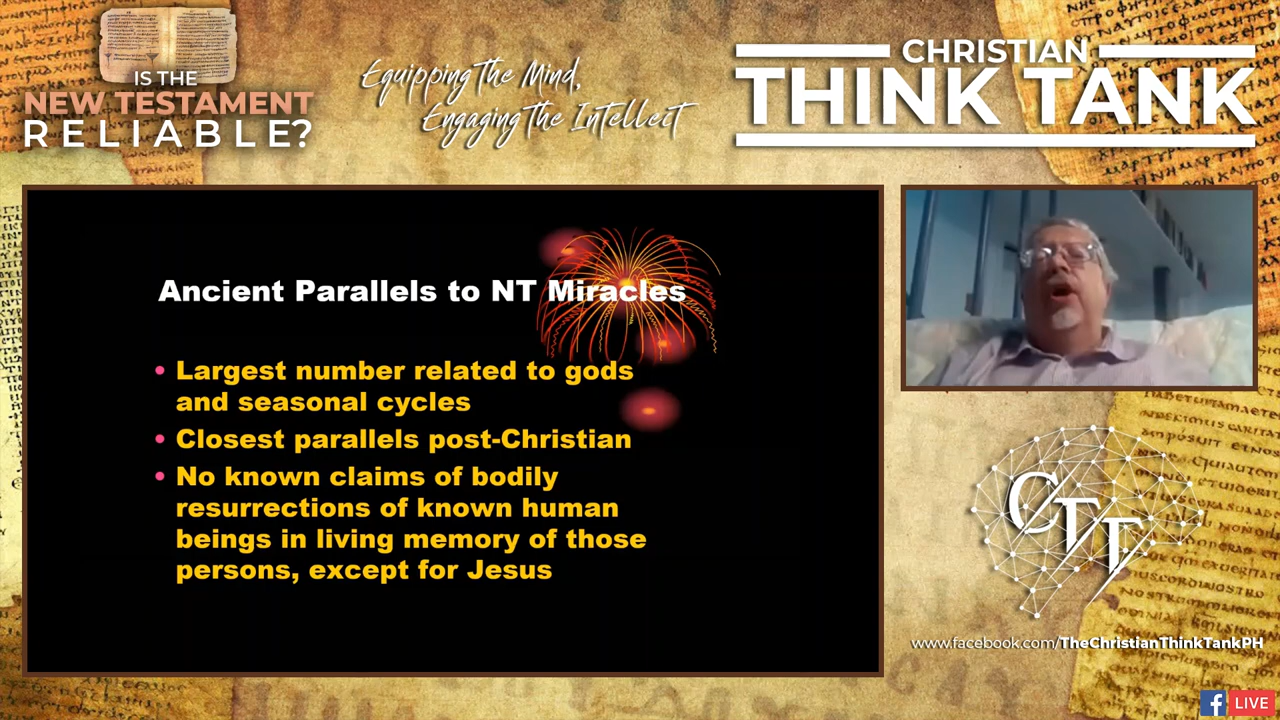 IS THE
NEW TESTAMENT
RELIABLE?
Equipping The Mind,
Engaging The Intellect
CHRISTIAN
THINK TANK
Ancient Parallels to NT Miracles
• Largest number related to gods
and seasonal cycles
• Closest parallels post-Christian
• No known claims of bodily
resurrections of known human
beings in living memory of those
persons, except for Jesus
CTT
www.facebook.com/TheChristianThinkTankPH
f LIVE